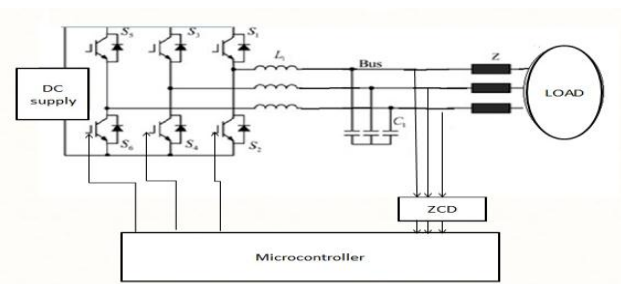 S₅
S₃
S₁
L₁
Bus
Z
DC
supply
LOAD
C₁
S₆
S₄
S₂
ZCD
Microcontroller